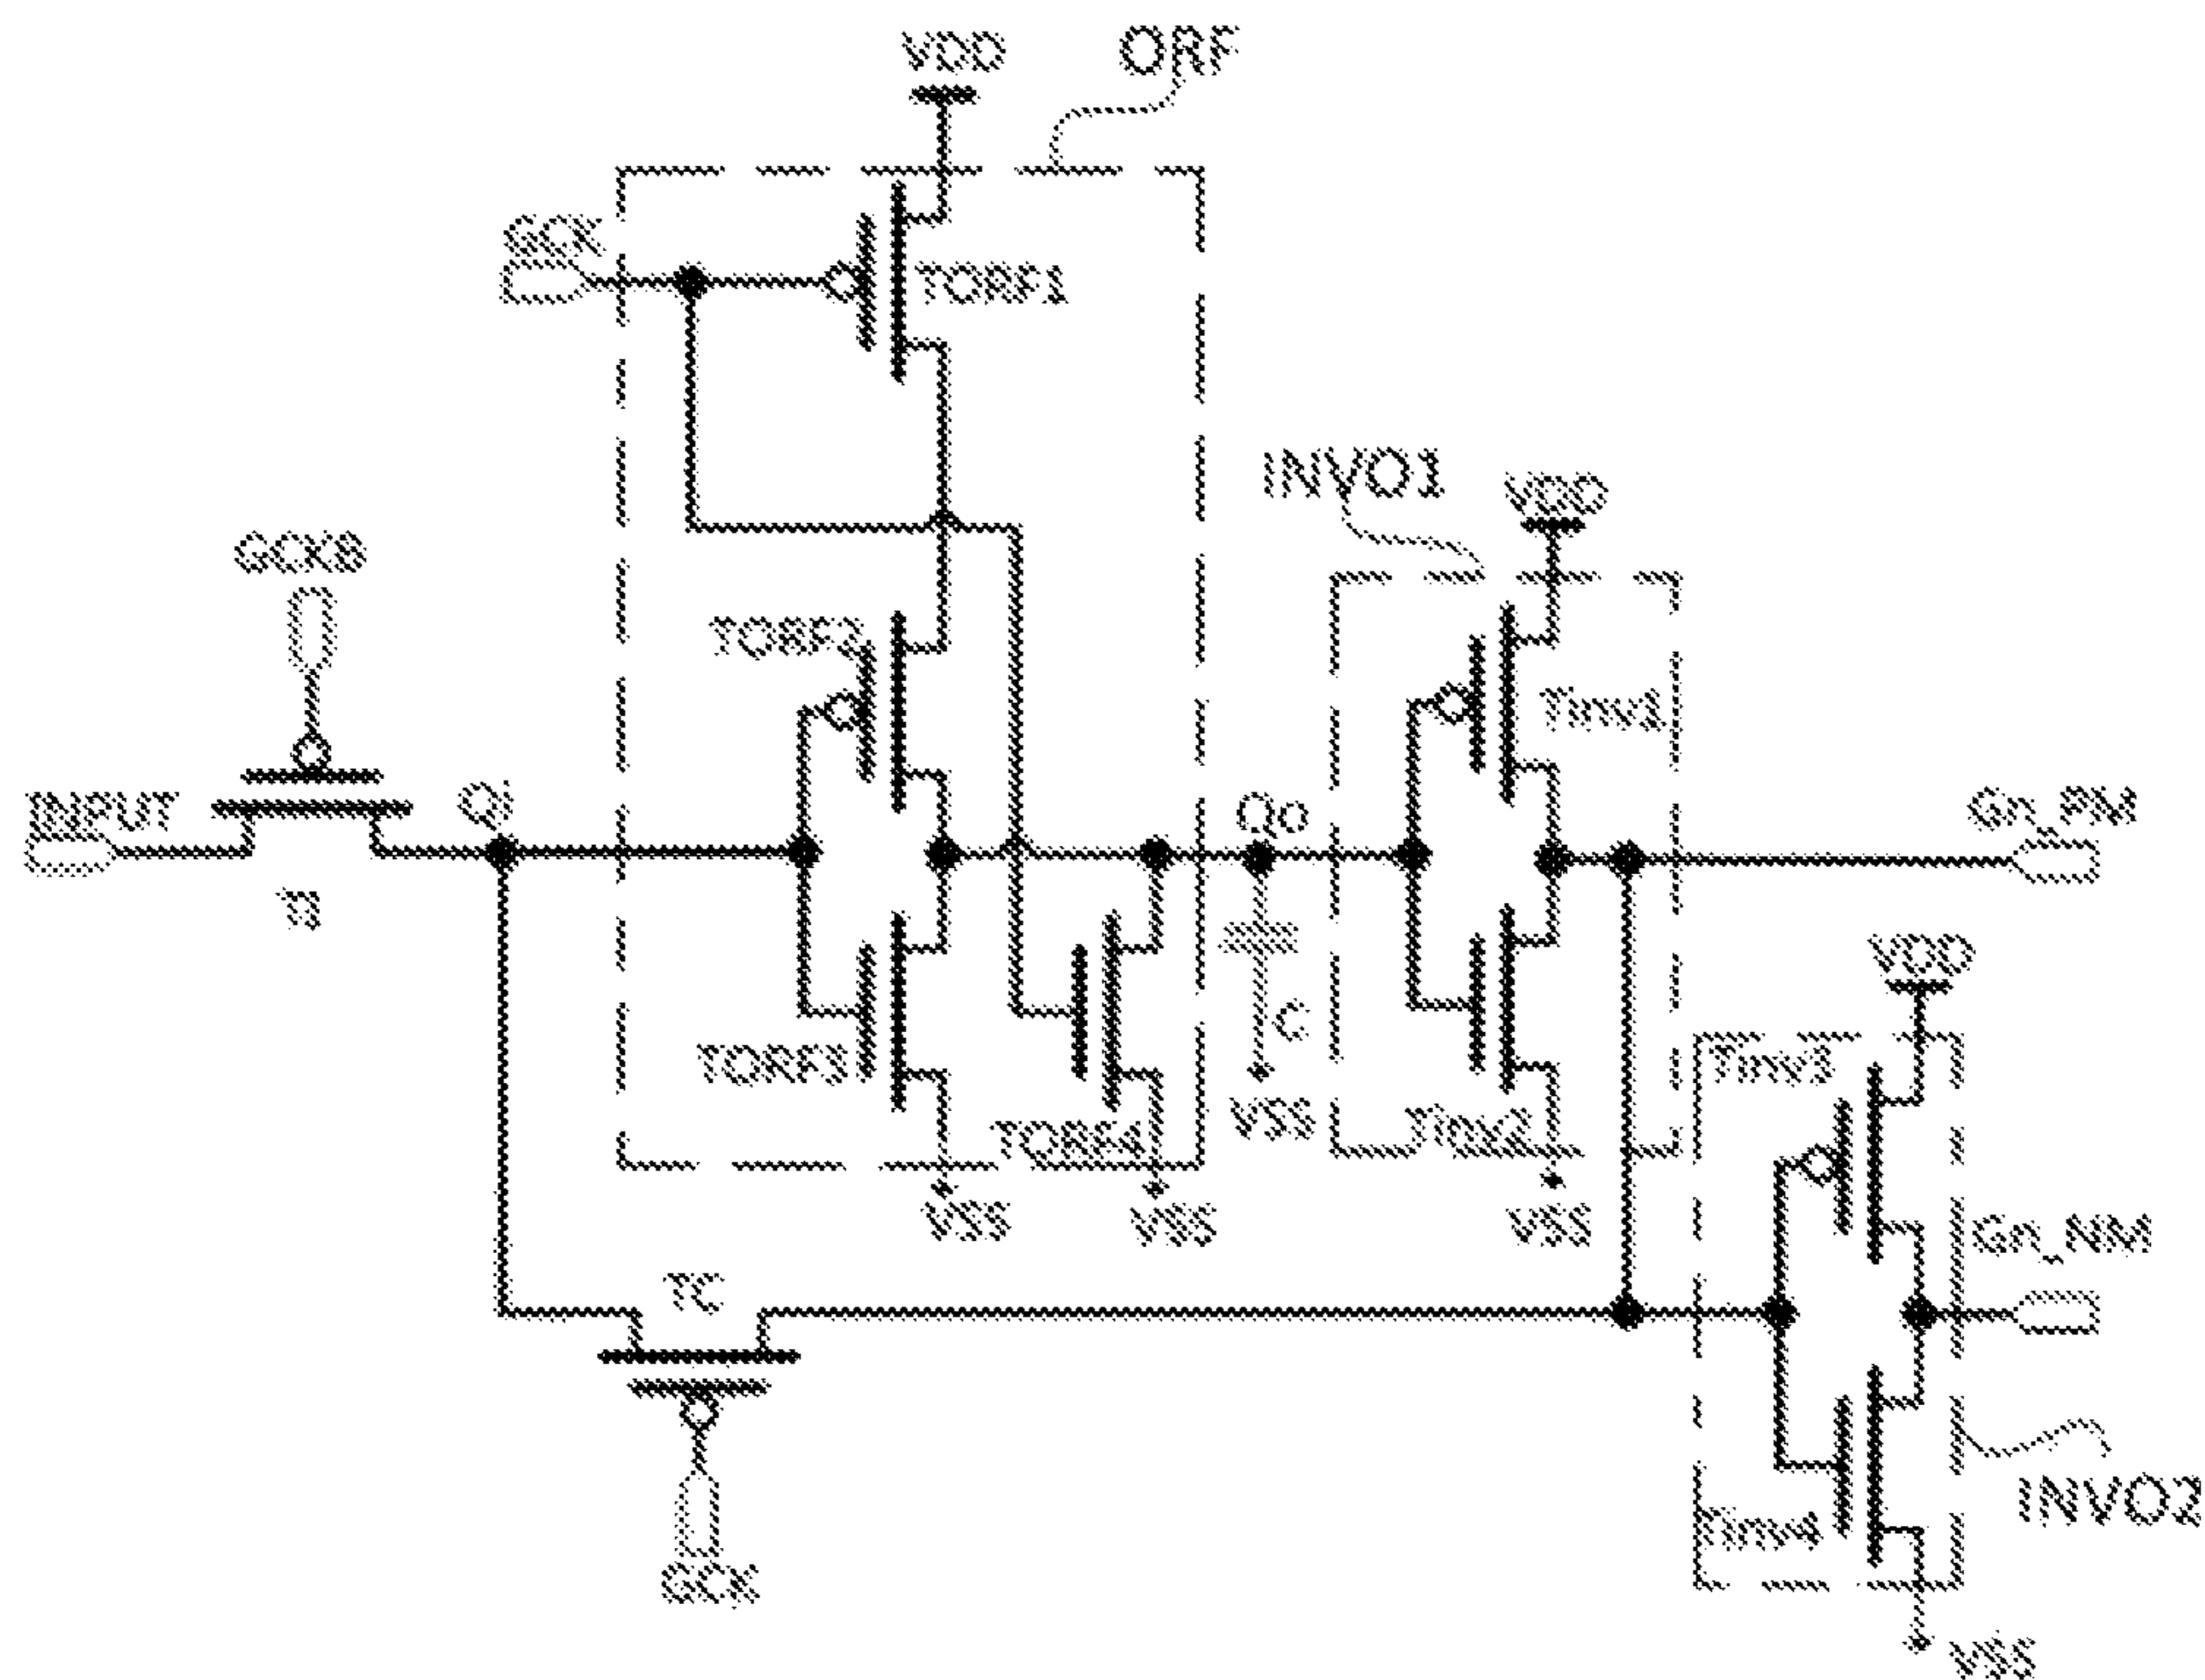 VDD
ORF
GCK
TORF1
INVO1
VDD
GCKB
TORF2
Tinv1
INPUT
Qi
Qo
Gn_PM
VDD
C
TORF3
Tinv3
VSS
Tinv2
TORF4
VSS
VSS
VSS
Gn_NM
TC
INVO2
Tinv4
GCK
VSS